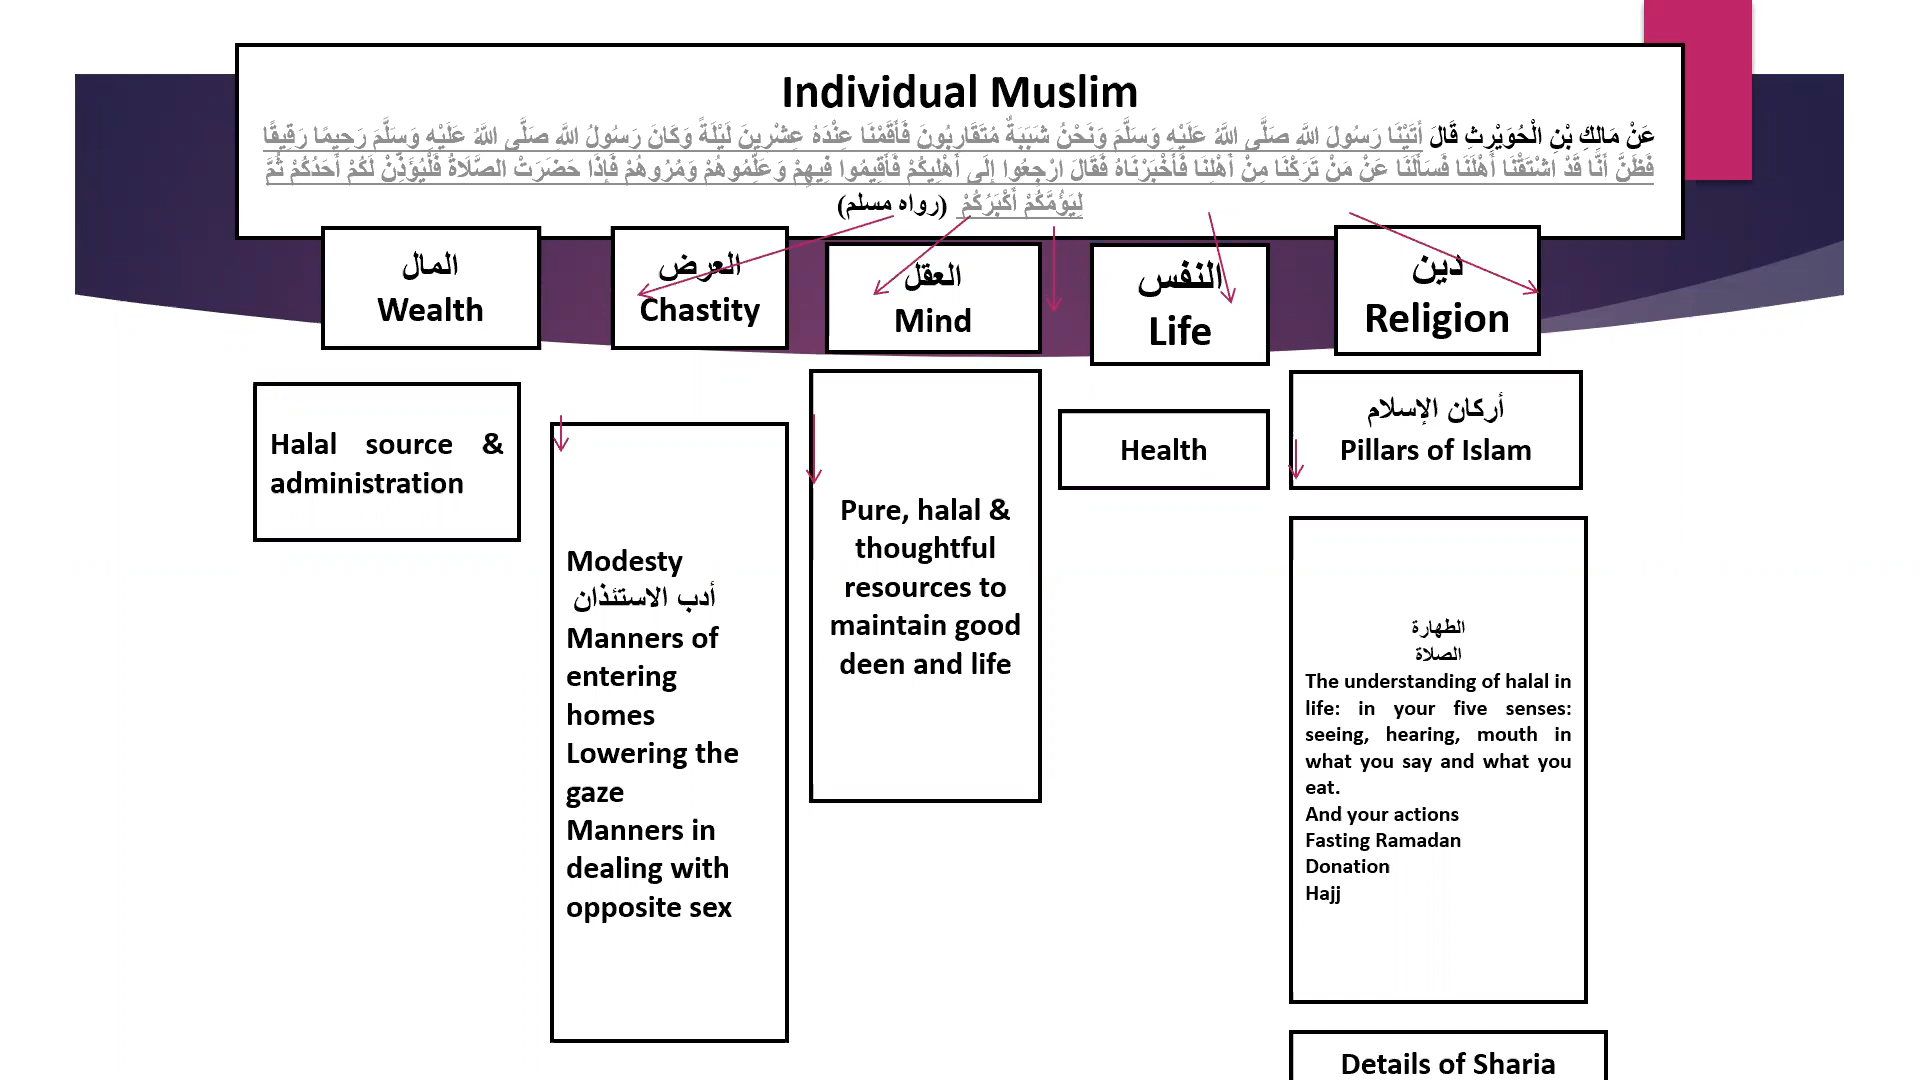 Individual Muslim
عَنْ مَالِكِ بْنِ الْحُوَيْرِثِ قَالَ أَتَيْنَا رَسُولَ اللَّهِ صَلَّى اللَّهُ عَلَيْهِ وَسَلَّمَ وَنَحْنُ شَبَبَةٌ مُتَقَارِبُونَ فَأَقَمْنَا عِنْدَهُ عِشْرِينَ لَيْلَةً وَكَانَ رَسُولُ اللَّهِ صَلَّى اللَّهُ عَلَيْهِ وَسَلَّمَ رَحِيمًا رَقِيقًا
فَظَنَّ أَنَّا قَدْ اشْتَقْنَا أَهْلَنَا فَسَأَلَنَا عَنْ مَنْ تَرَكْنَا مِنْ أَهْلِنَا فَأَخْبَرْنَاهُ فَقَالَ ارْجِعُوا إِلَى أَهْلِيكُمْ فَأَقِيمُوا فِيهِمْ وَعَلِّمُوهُمْ وَمُرُوهُمْ فَإِذَا حَضَرَتْ الصَّلَاةُ فَلْيُؤَذِّنْ لَكُمْ أَحَدُكُمْ ثُمَّ
لِيَؤُمَّكُمْ أَكْبَرُكُمْ (رواه مسلم)
المال
Wealth
العرض
Chastity
العقل
Mind
النفس
Life
دين
Religion
Halal source &
administration
Modesty
أدب الاستئذان
Manners of
entering
homes
Lowering the
gaze
Manners in
dealing with
opposite sex
Pure, halal &
thoughtful
resources to
maintain good
deen and life
Health
أركان الإسلام
Pillars of Islam
الطهارة
الصلاة
The understanding of halal in
life: in your five senses:
seeing, hearing, mouth in
what you say and what you
eat.
And your actions
Fasting Ramadan
Donation
Hajj
Details of Sharia